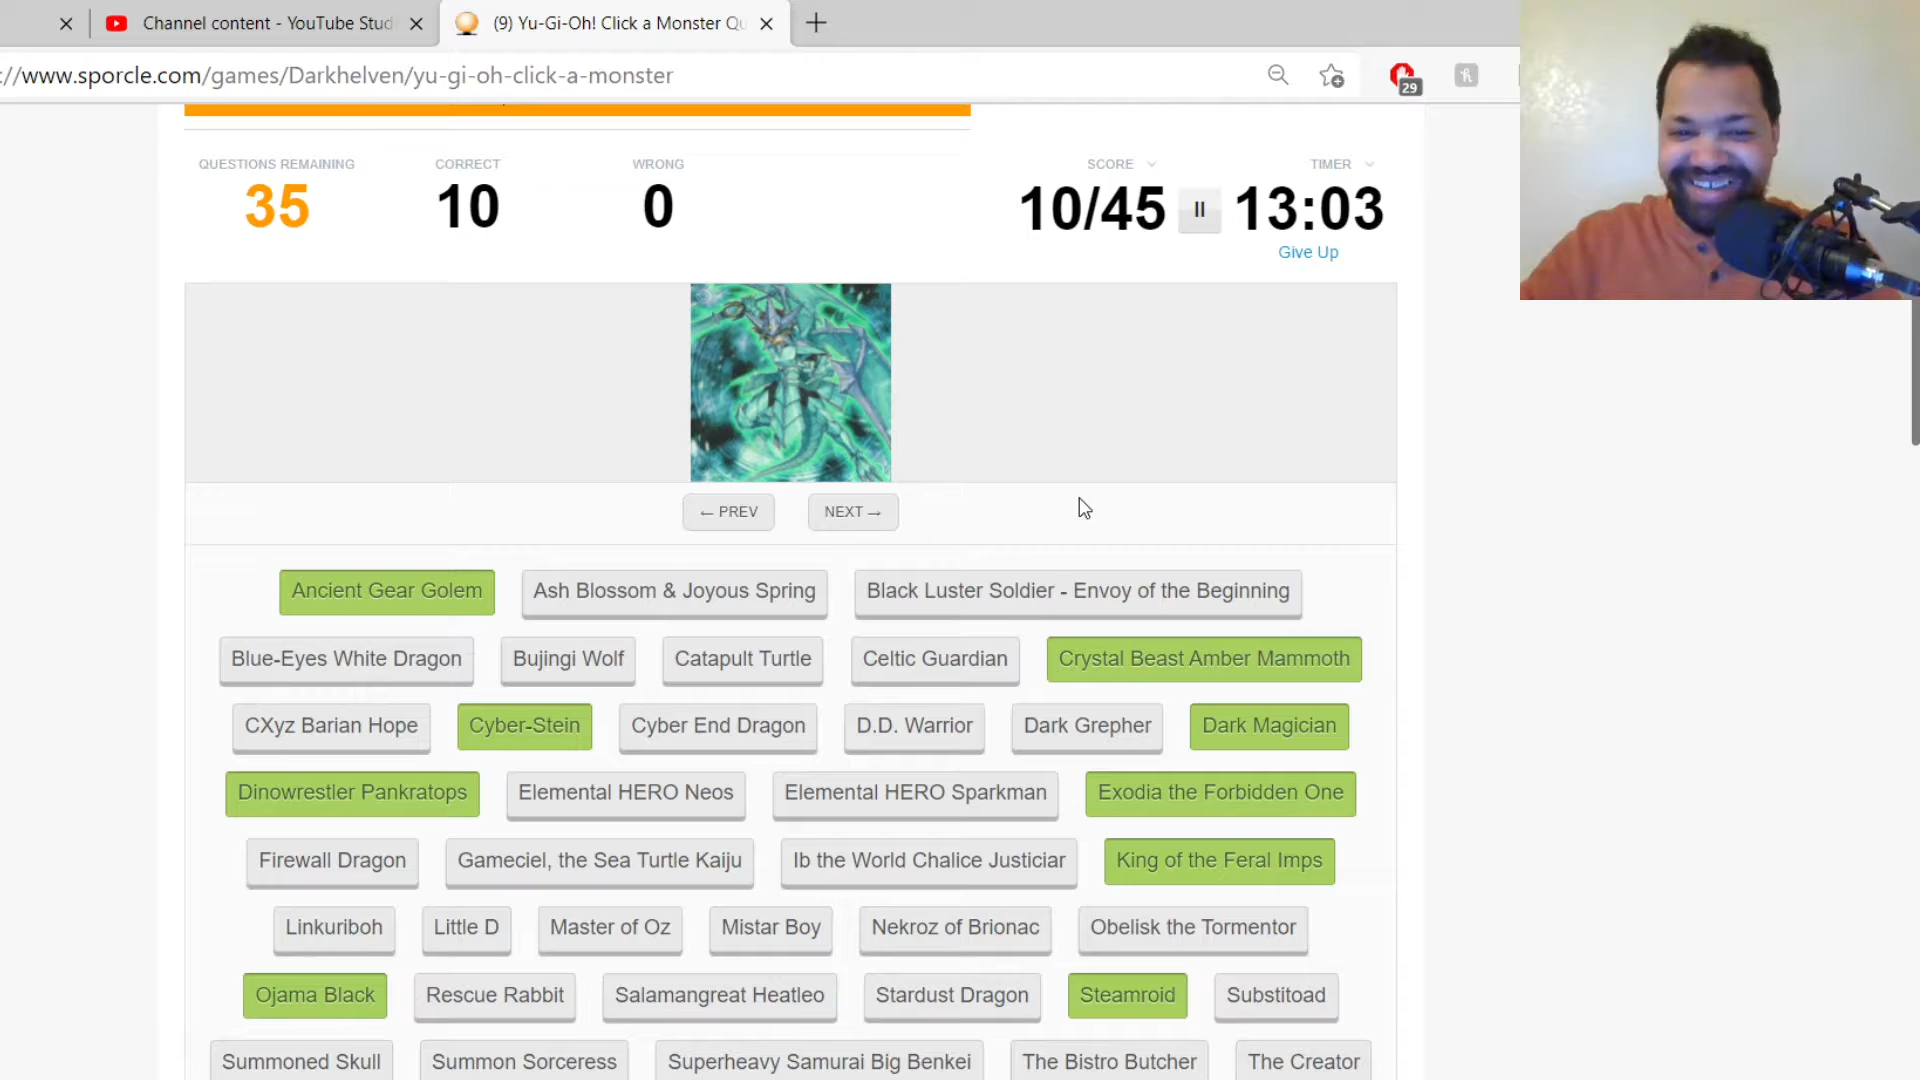 Channel content - YouTube Stud
(9) Yu-Gi-Oh! Click a Monster Qu
://www.sporcle.com/games/Darkhelven/yu-gi-oh-click-a-monster
29
QUESTIONS REMAINING CORRECT WRONG SCORE TIMER
35 10 0 10/45 13:03
Give Up
← PREV NEXT →
Ancient Gear Golem Ash Blossom & Joyous Spring Black Luster Soldier - Envoy of the Beginning
Blue-Eyes White Dragon Bujingi Wolf Catapult Turtle Celtic Guardian Crystal Beast Amber Mammoth
CXyz Barian Hope Cyber-Stein Cyber End Dragon D.D. Warrior Dark Grepher Dark Magician
Dinowrestler Pankratops Elemental HERO Neos Elemental HERO Sparkman Exodia the Forbidden One
Firewall Dragon Gameciel, the Sea Turtle Kaiju Ib the World Chalice Justiciar King of the Feral Imps
Linkuriboh Little D Master of Oz Mistar Boy Nekroz of Brionac Obelisk the Tormentor
Ojama Black Rescue Rabbit Salamangreat Heatleo Stardust Dragon Steamroid Substitoad
Summoned Skull Summon Sorceress Superheavy Samurai Big Benkei The Bistro Butcher The Creator